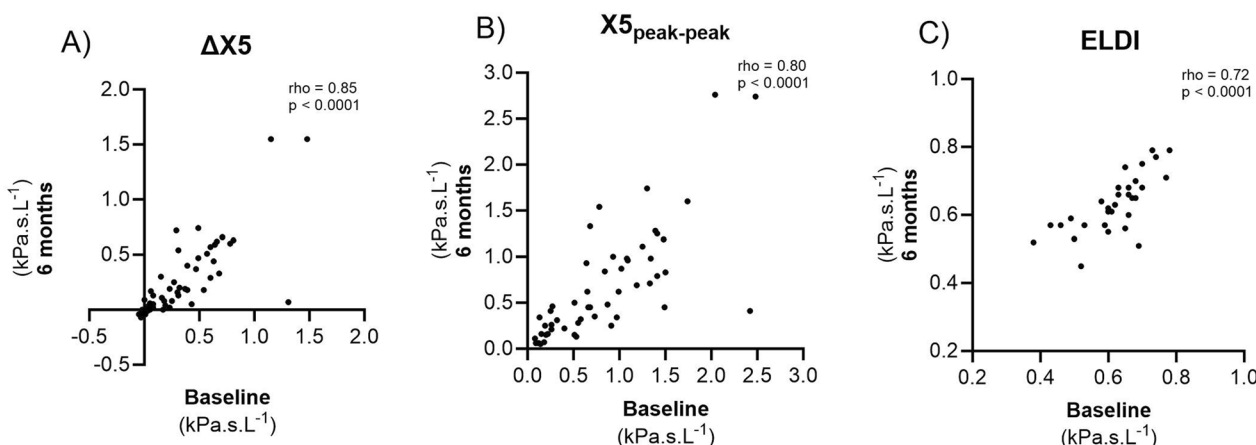 A)
ΔX5
rho = 0.85
p < 0.0001
2.0
1.5
1.0
0.5
-0.5
-0.5
0.5
1.0
1.5
2.0
6 months
(kPa.s.L⁻¹)
Baseline
(kPa.s.L⁻¹)
B)
X5peak-peak
rho = 0.80
p < 0.0001
3.0
2.5
2.0
1.5
1.0
0.5
0.0
0.0
0.5
1.0
1.5
2.0
2.5
3.0
6 months
(kPa.s.L⁻¹)
Baseline
(kPa.s.L⁻¹)
C)
ELDI
rho = 0.72
p < 0.0001
1.0
0.8
0.6
0.4
0.2
0.2
0.4
0.6
0.8
1.0
6 months
(kPa.s.L⁻¹)
Baseline
(kPa.s.L⁻¹)